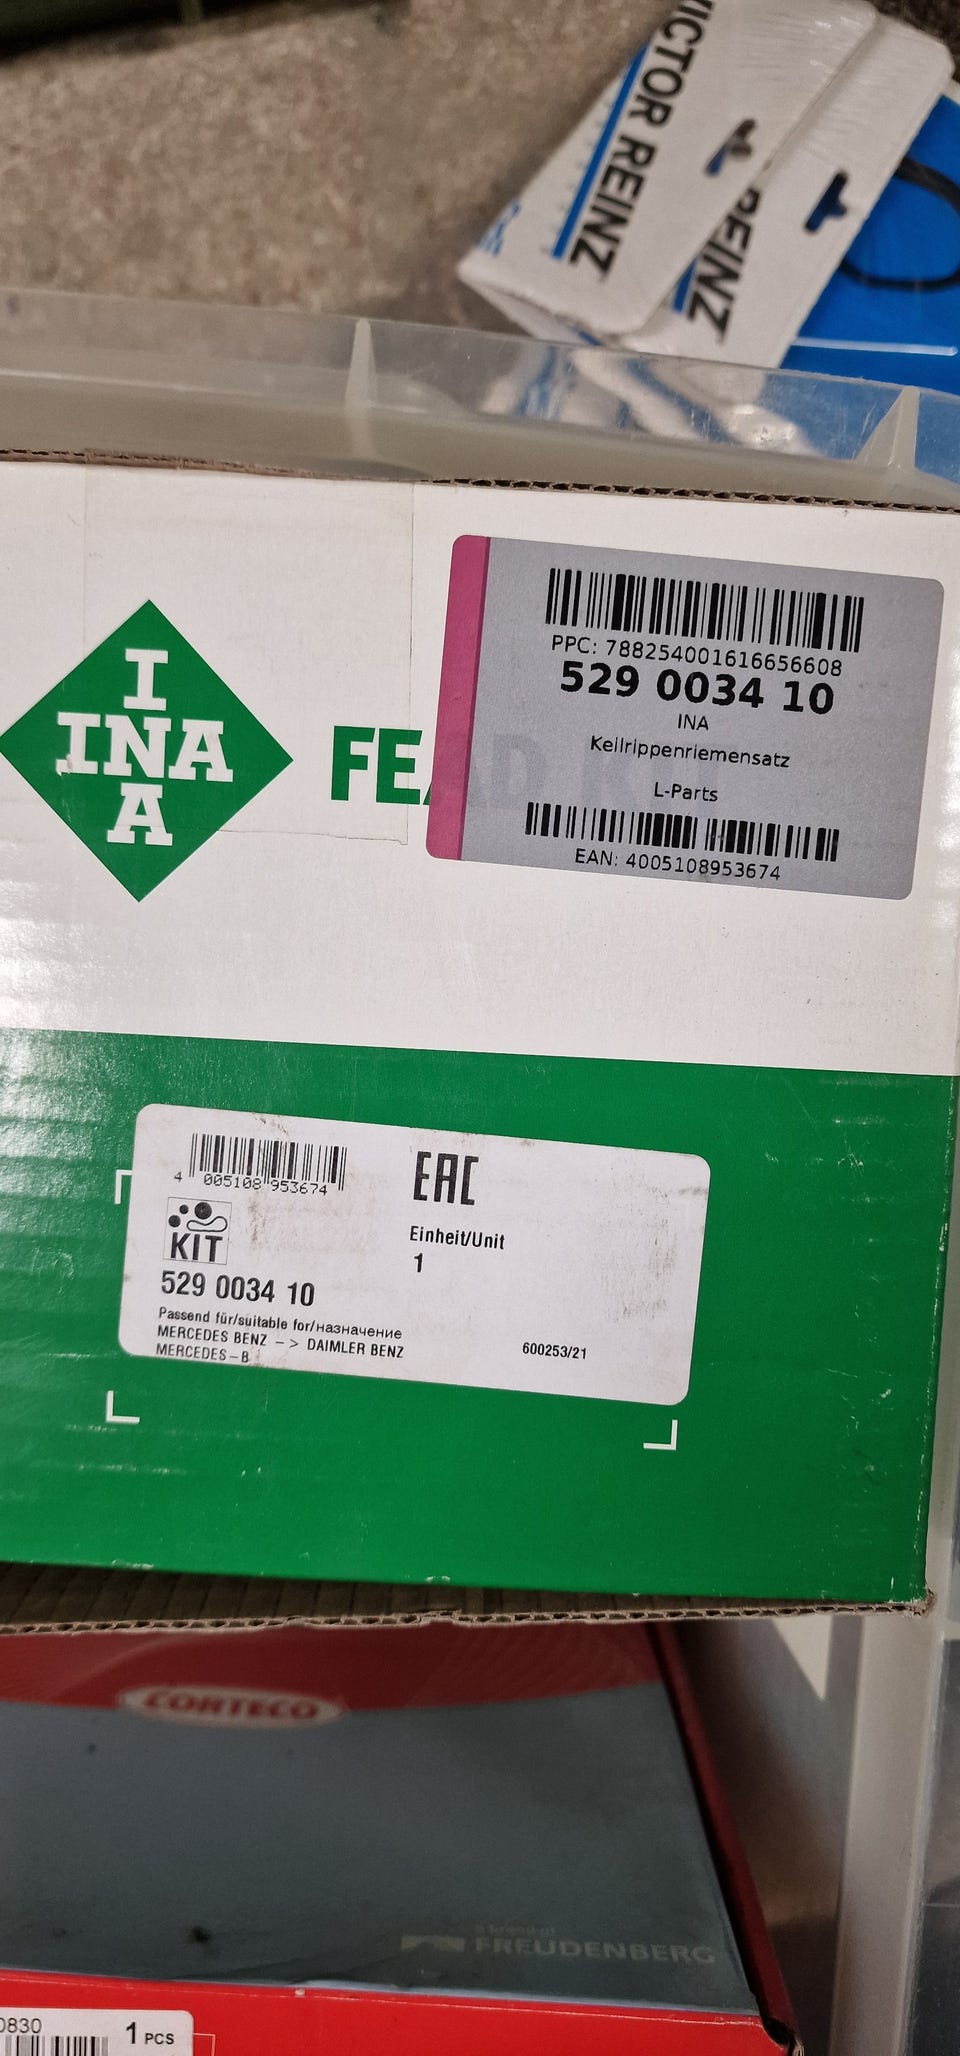 VICTOR REINZ
REINZ
PPC: 788254001616656608
529 0034 10
INA
Keilrippenriemensatz
L-Parts
EAN: 4005108953674
I
INA
A
FEAD K
4 005108 953674
EAC
KIT
Einheit/Unit
1
529 0034 10
Passend für/suitable for/назначение
MERCEDES BENZ -> DAIMLER BENZ
MERCEDES-B
600253/21
CORTECO
FREUDENBERG
0830
1 PCS